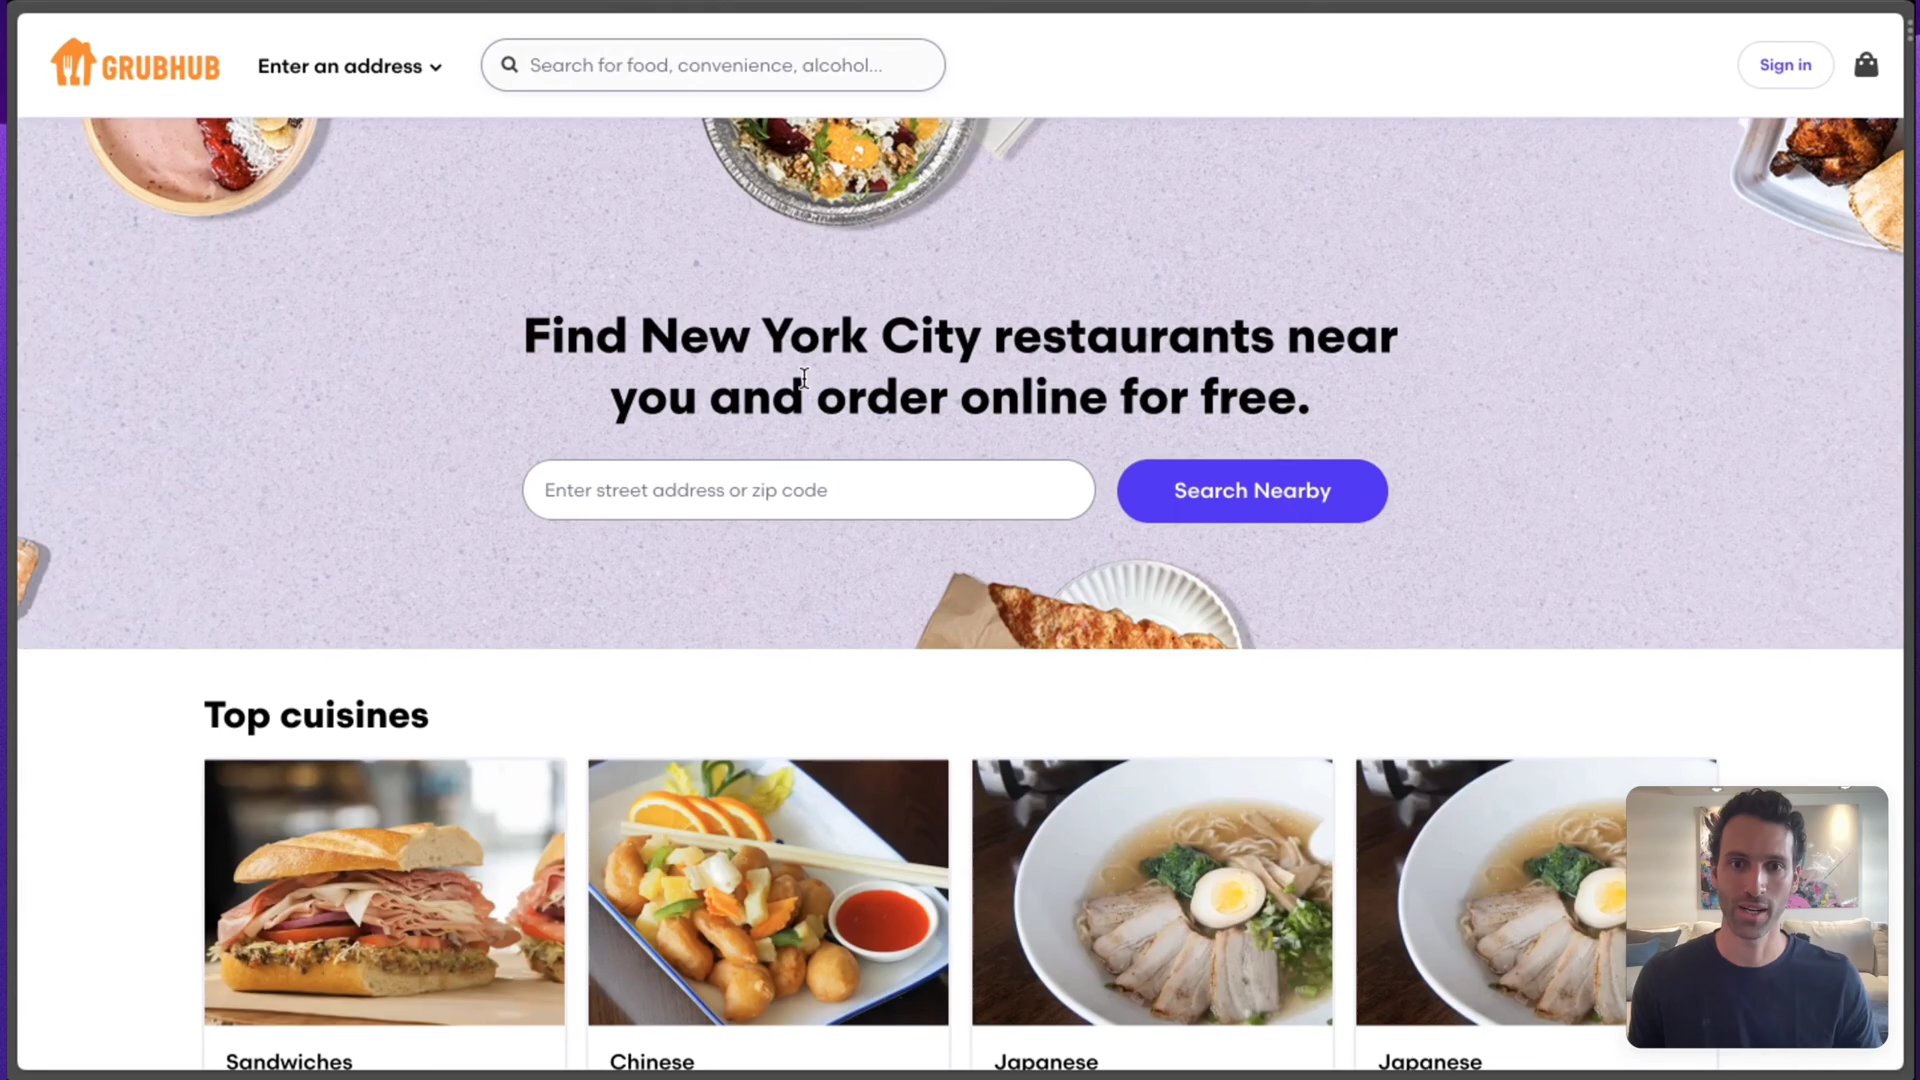 GRUBHUB
Enter an address
Search for food, convenience, alcohol...
Sign in
Find New York City restaurants near
you and order online for free.
Enter street address or zip code
Search Nearby
Top cuisines
Sandwiches
Chinese
Japanese
Japanese